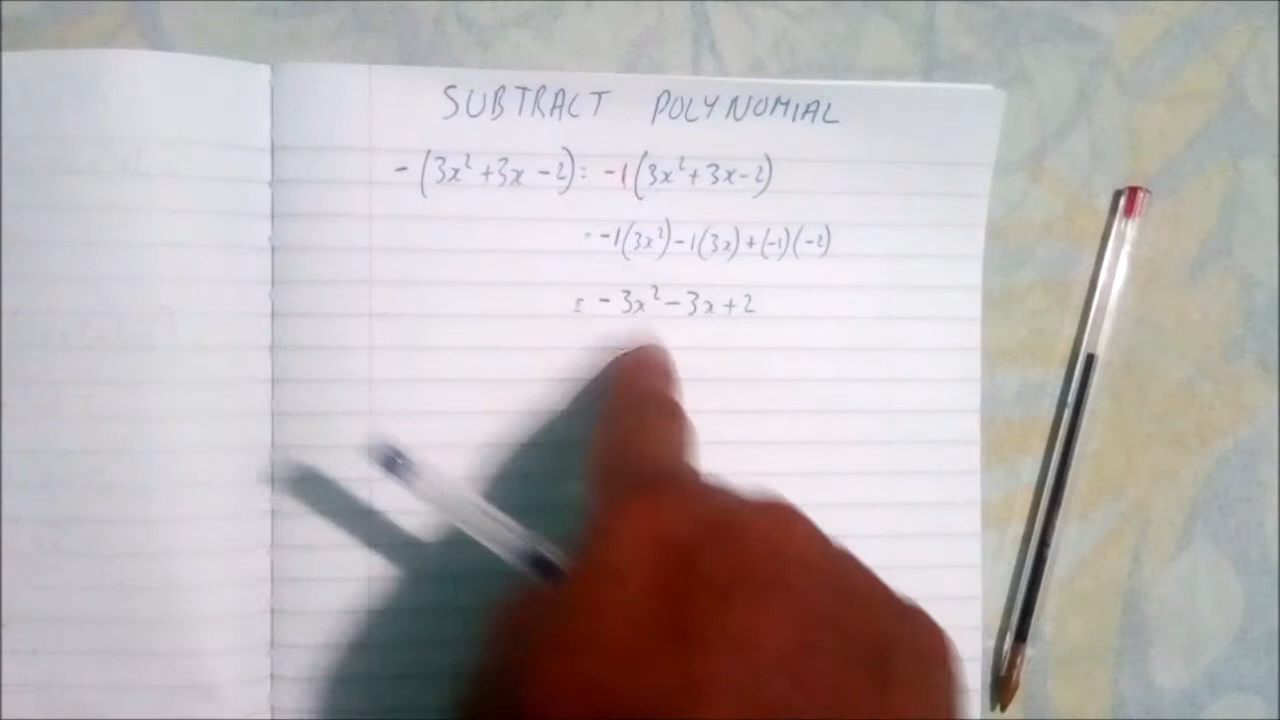 SUBTRACT POLYNOMIAL
-(3x²+3x-2)= -1(3x²+3x-2)
= -1(3x²)-1(3x)+(-1)(-2)
= -3x²-3x+2